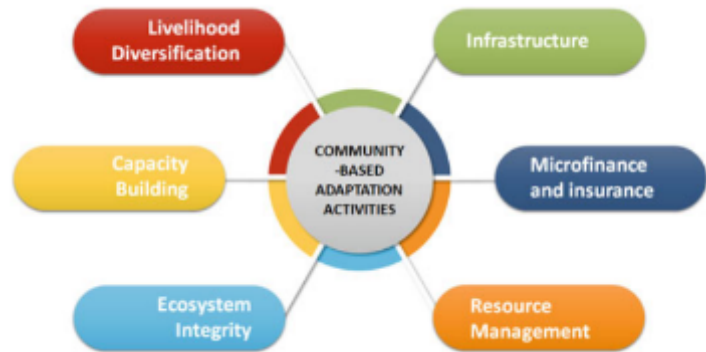 Livelihood
Diversification
Infrastructure
COMMUNITY
-BASED
ADAPTATION
ACTIVITIES
Capacity
Building
Microfinance
and insurance
Ecosystem
Integrity
Resource
Management